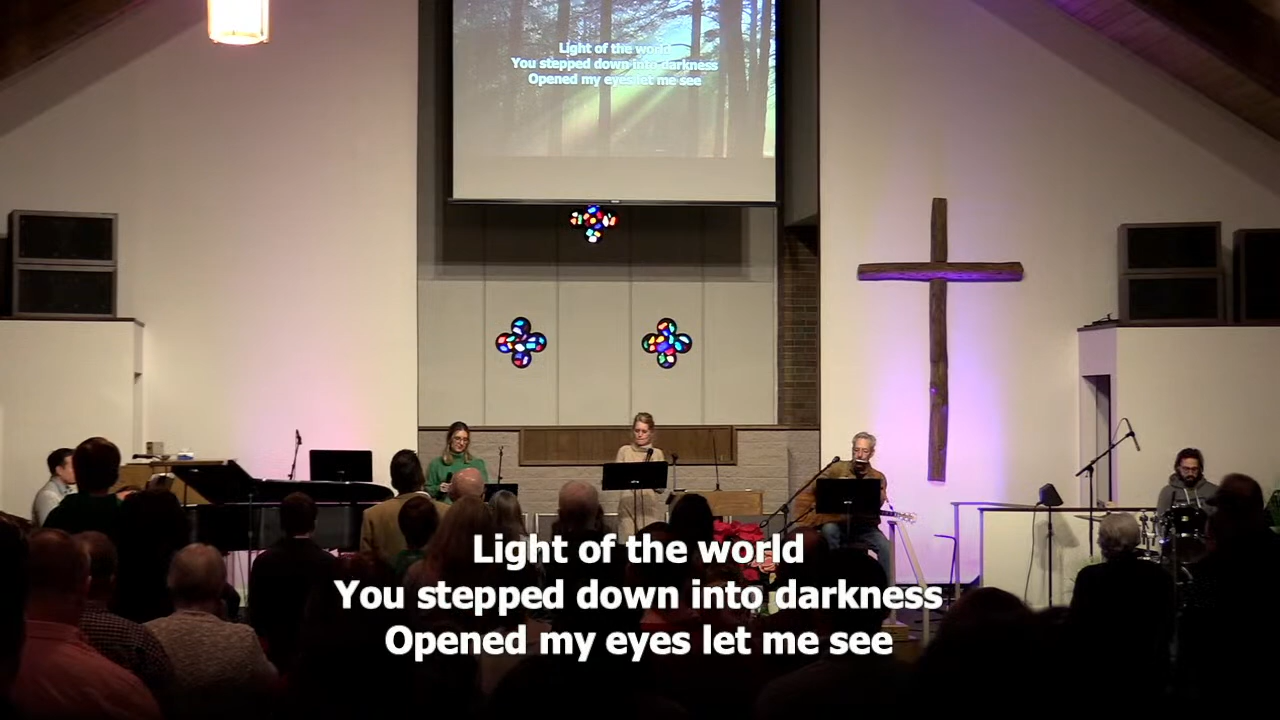 Light of the world
You stepped down into darkness
Opened my eyes let me see
Light of the world
You stepped down into darkness
Opened my eyes let me see